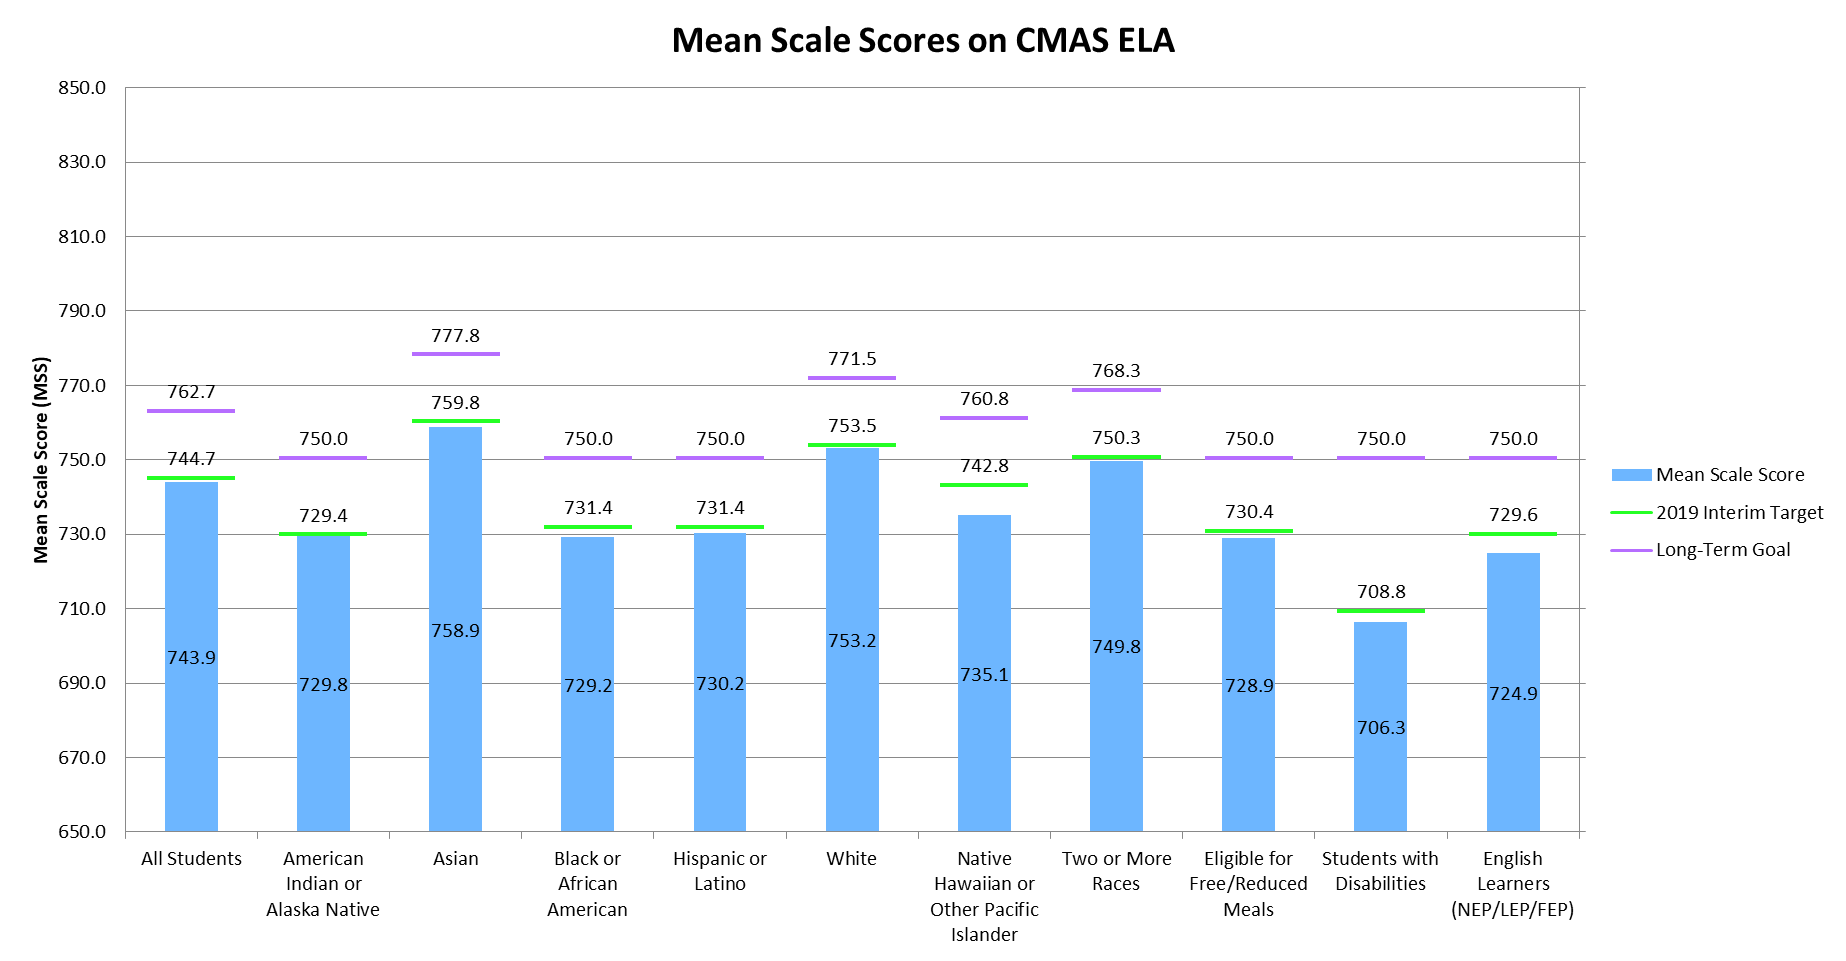 Mean Scale Scores on CMAS ELA
Mean Scale Score (MSS)
850.0
830.0
810.0
790.0
770.0
750.0
730.0
710.0
690.0
670.0
650.0
762.7
744.7
743.9
750.0
729.4
729.8
777.8
759.8
758.9
750.0
731.4
729.2
750.0
731.4
730.2
771.5
753.5
753.2
760.8
742.8
735.1
768.3
750.3
749.8
750.0
730.4
728.9
750.0
708.8
706.3
750.0
729.6
724.9
All Students
American
Indian or
Alaska Native
Asian
Black or
African
American
Hispanic or
Latino
White
Native
Hawaiian or
Other Pacific
Islander
Two or More
Races
Eligible for
Free/Reduced
Meals
Students with
Disabilities
English
Learners
(NEP/LEP/FEP)
Mean Scale Score
2019 Interim Target
Long-Term Goal